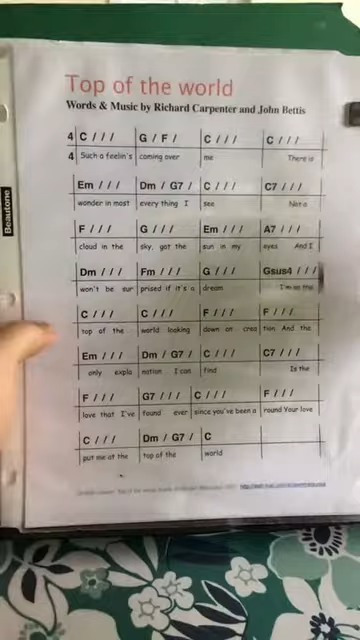 Top of the world
Words & Music by Richard Carpenter and John Bettis
4 C / / / G / F / C / / / C / / /
4 Such a feelin's coming over me There is
Em / / / Dm / G7 / C / / / C7 / / /
wonder in most every thing I see Not a
F / / / G / / / Em / / / A7 / / /
cloud in the sky, got the sun in my eyes And I
Dm / / / Fm / / / G / / / Gsus4 / / /
won't be sur prised if it's a dream I'm on the
C / / / C / / / F / / / F / / /
top of the world looking down on crea tion And the
Em / / / Dm / G7 / C / / / C7 / / /
only expla nation I can find Is the
F / / / G7 / / / C / / / F / / /
love that I've found ever since you've been a round Your love
C / / / Dm / G7 / C
put me at the top of the world
Beautone